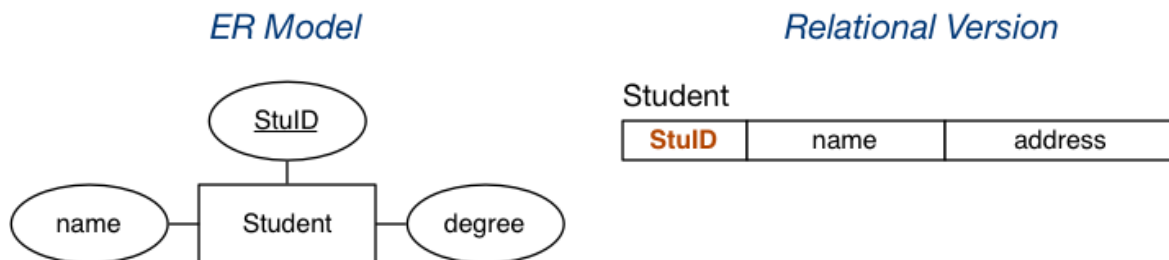 ER Model
StuID
name
Student
degree
Relational Version
Student
StuID name address